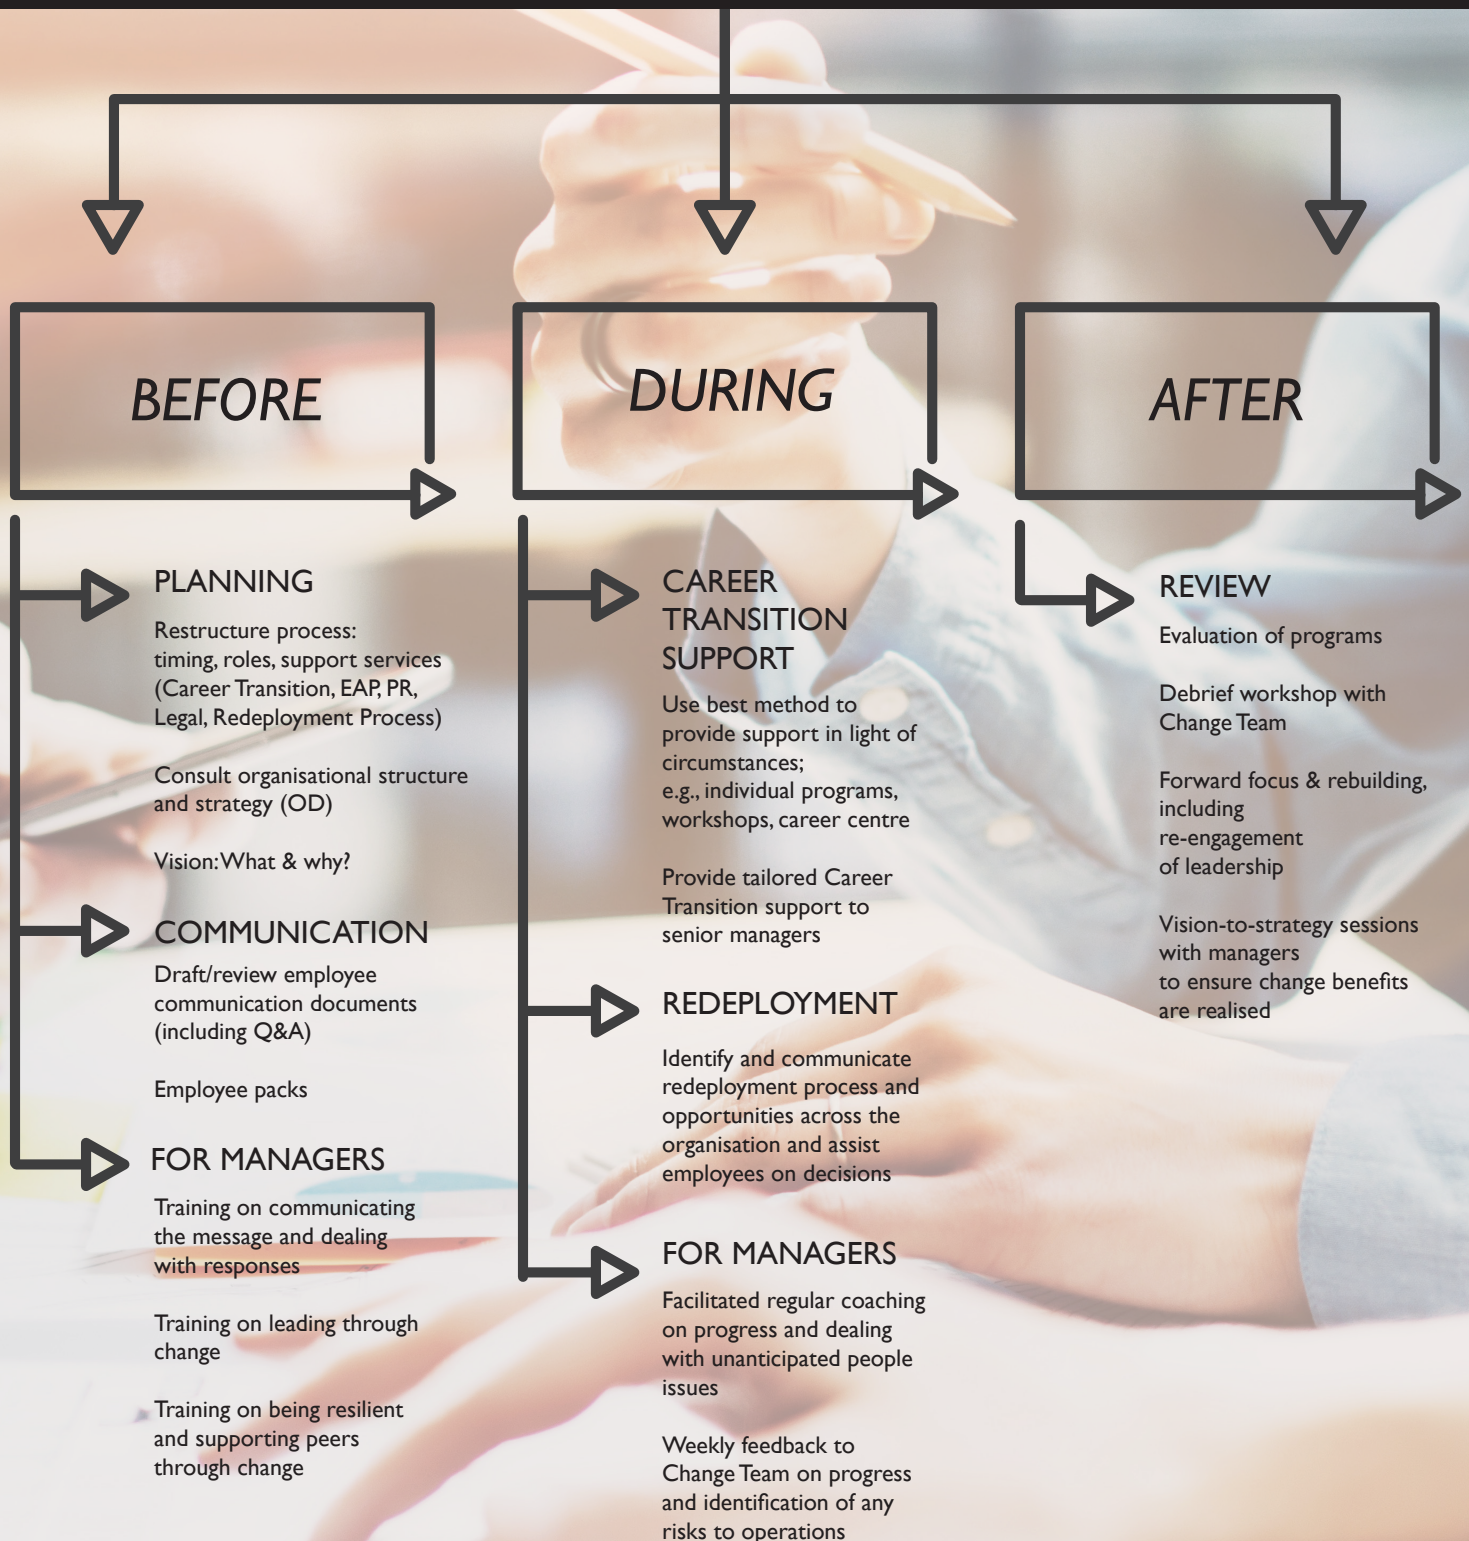 BEFORE
PLANNING
Restructure process:
timing, roles, support services
(Career Transition, EAP, PR,
Legal, Redeployment Process)
Consult organisational structure
and strategy (OD)
Vision: What & why?
COMMUNICATION
Draft/review employee
communication documents
(including Q&A)
Employee packs
FOR MANAGERS
Training on communicating
the message and dealing
with responses
Training on leading through
change
Training on being resilient
and supporting peers
through change
DURING
CAREER
TRANSITION
SUPPORT
Use best method to
provide support in light of
circumstances;
e.g., individual programs,
workshops, career centre
Provide tailored Career
Transition support to
senior managers
REDEPLOYMENT
Identify and communicate
redeployment process and
opportunities across the
organisation and assist
employees on decisions
FOR MANAGERS
Facilitated regular coaching
on progress and dealing
with unanticipated people
issues
Weekly feedback to
Change Team on progress
and identification of any
risks to operations
AFTER
REVIEW
Evaluation of programs
Debrief workshop with
Change Team
Forward focus & rebuilding,
including
re-engagement
of leadership
Vision-to-strategy sessions
with managers
to ensure change benefits
are realised